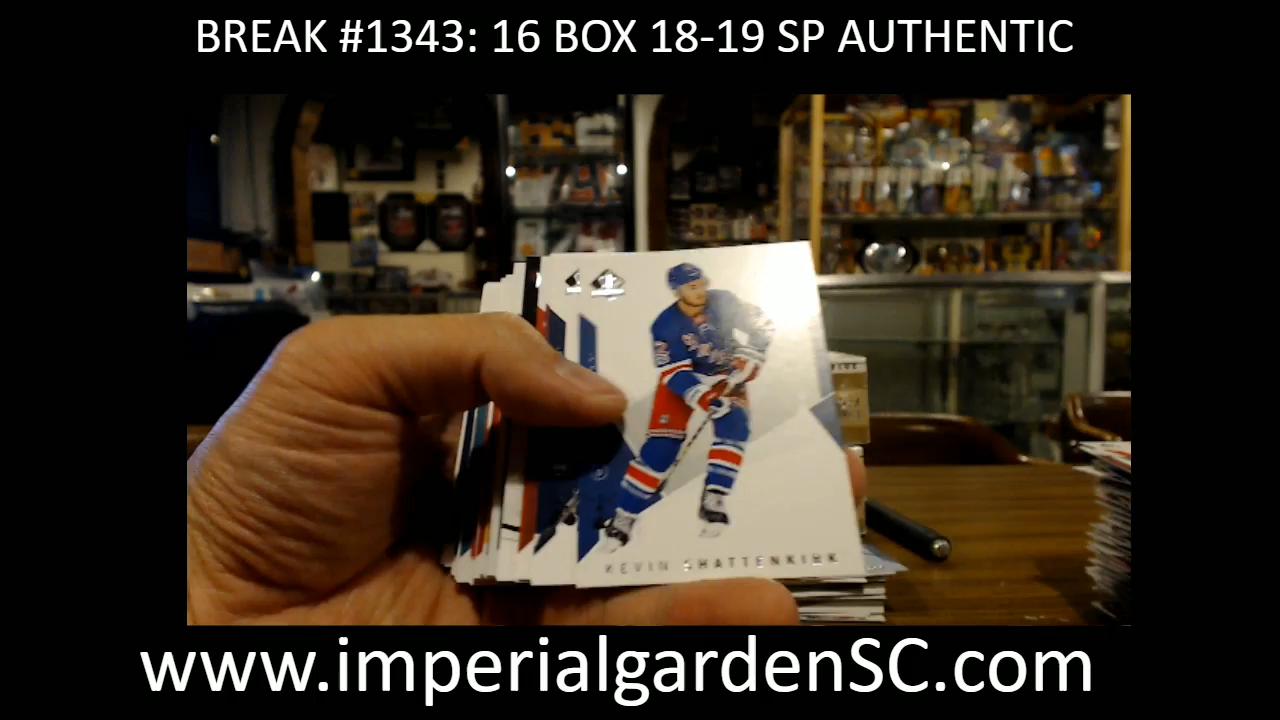 BREAK #1343: 16 BOX 18-19 SP AUTHENTIC
KEVIN SHATTENKIRK
www.imperialgardenSC.com